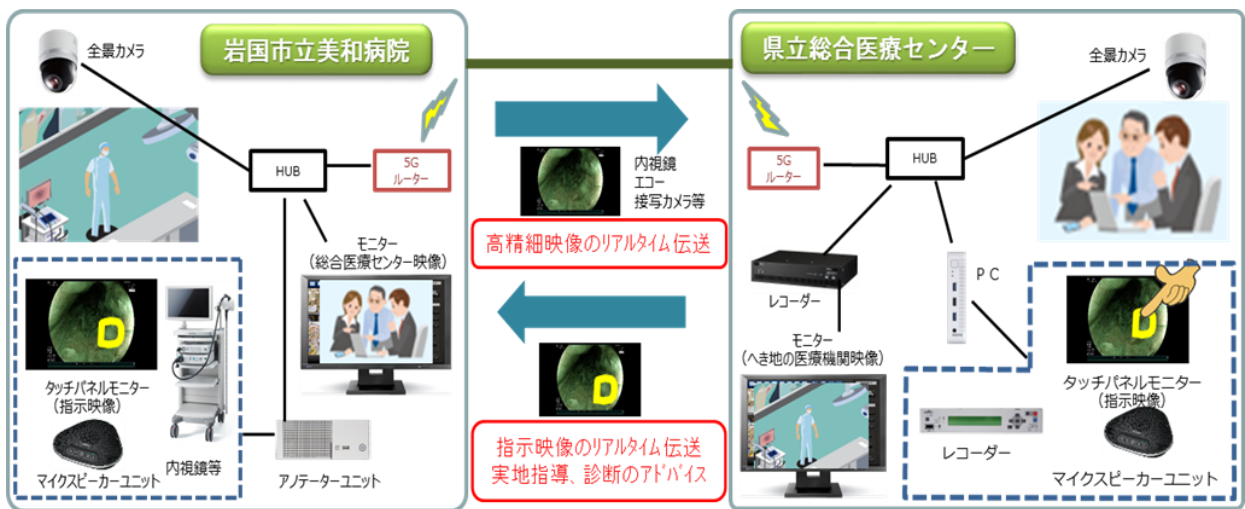 岩国市立美和病院
全景カメラ
HUB
5G
ルーター
モニター
(総合医療センター映像)
タッチパネルモニター
(指示映像)
マイクスピーカーユニット
内視鏡等
アノテーターユニット
内視鏡
エコー
接写カメラ等
高精細映像のリアルタイム伝送
指示映像のリアルタイム伝送
実地指導、診断のアドバイス
県立総合医療センター
全景カメラ
5G
ルーター
HUB
レコーダー
PC
モニター
(へき地の医療機関映像)
タッチパネルモニター
(指示映像)
レコーダー
マイクスピーカーユニット